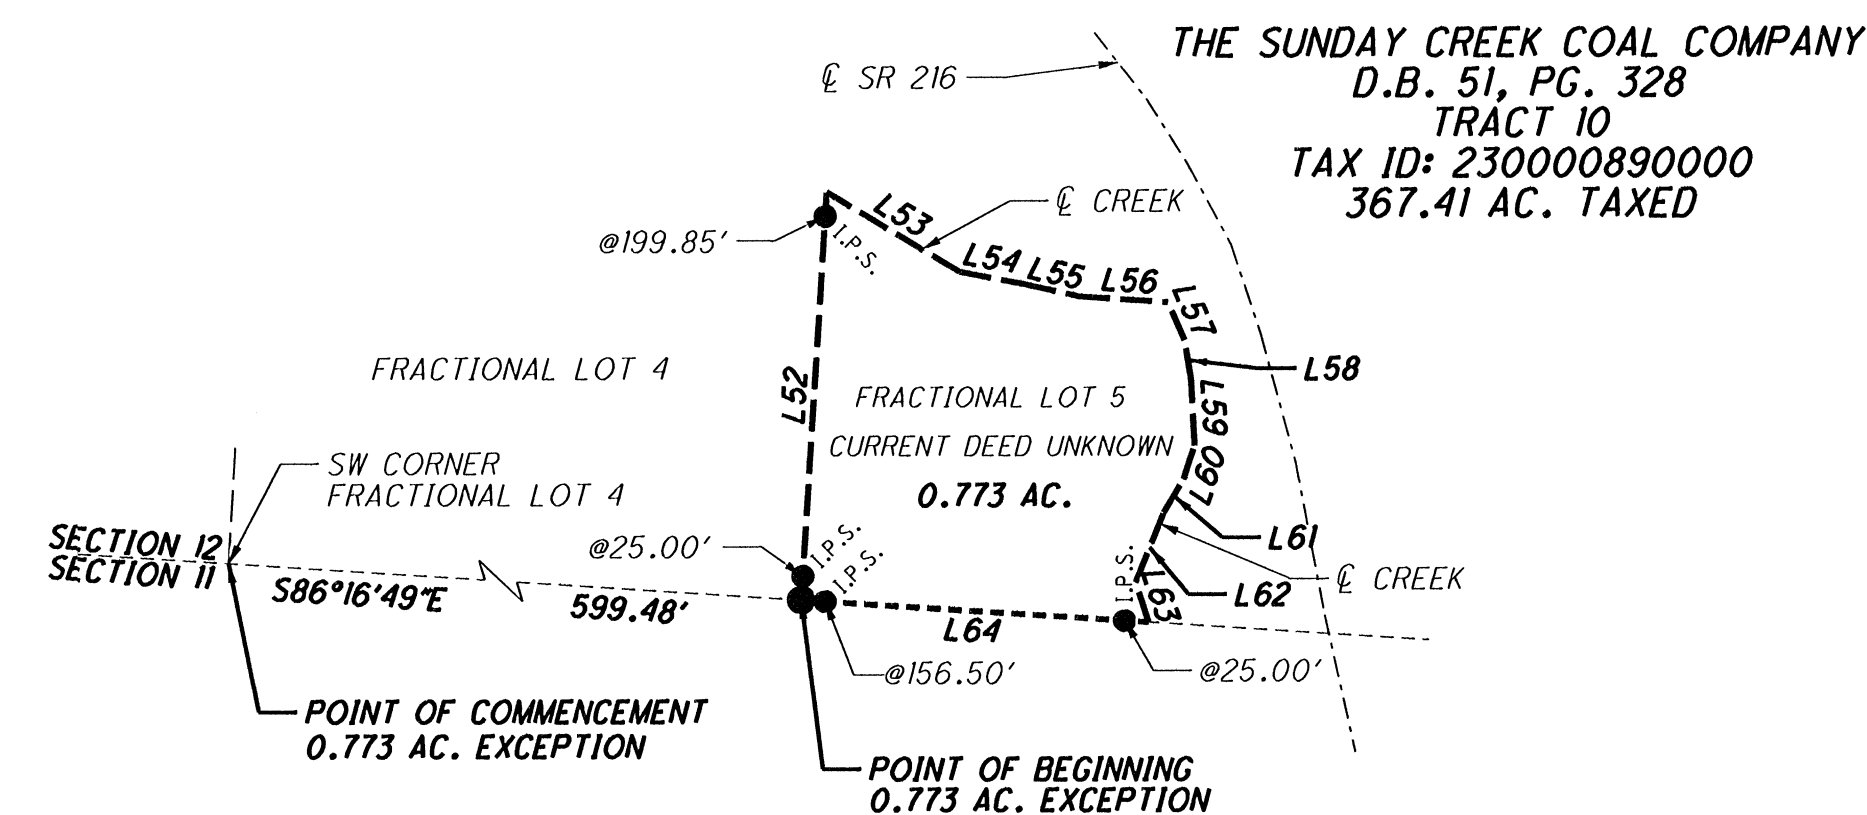 THE SUNDAY CREEK COAL COMPANY
D.B. 51, PG. 328
TRACT 10
TAX ID: 230000890000
367.41 AC. TAXED
℄ SR 216
℄ CREEK
L53
@199.85'
I.P.S.
L54
L55
L56
L57
L58
FRACTIONAL LOT 4
L52
FRACTIONAL LOT 5
CURRENT DEED UNKNOWN
0.773 AC.
L59
L60
L61
SW CORNER
FRACTIONAL LOT 4
SECTION 12
SECTION 11
S86°16'49"E
599.48'
@25.00'
I.P.S.
I.P.S.
I.P.S.
℄ CREEK
L62
L63
L64
@156.50'
@25.00'
POINT OF COMMENCEMENT
0.773 AC. EXCEPTION
POINT OF BEGINNING
0.773 AC. EXCEPTION